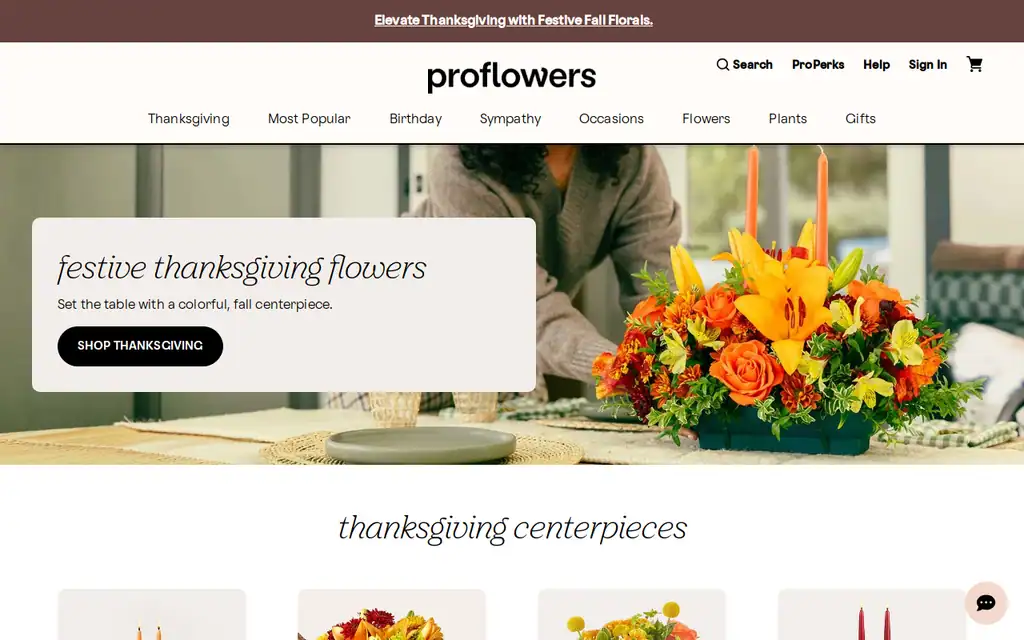 Elevate Thanksgiving with Festive Fall Florals.
proflowers
Search ProPerks Help Sign In
Thanksgiving Most Popular Birthday Sympathy Occasions Flowers Plants Gifts
festive thanksgiving flowers
Set the table with a colorful, fall centerpiece.
SHOP THANKSGIVING
thanksgiving centerpieces